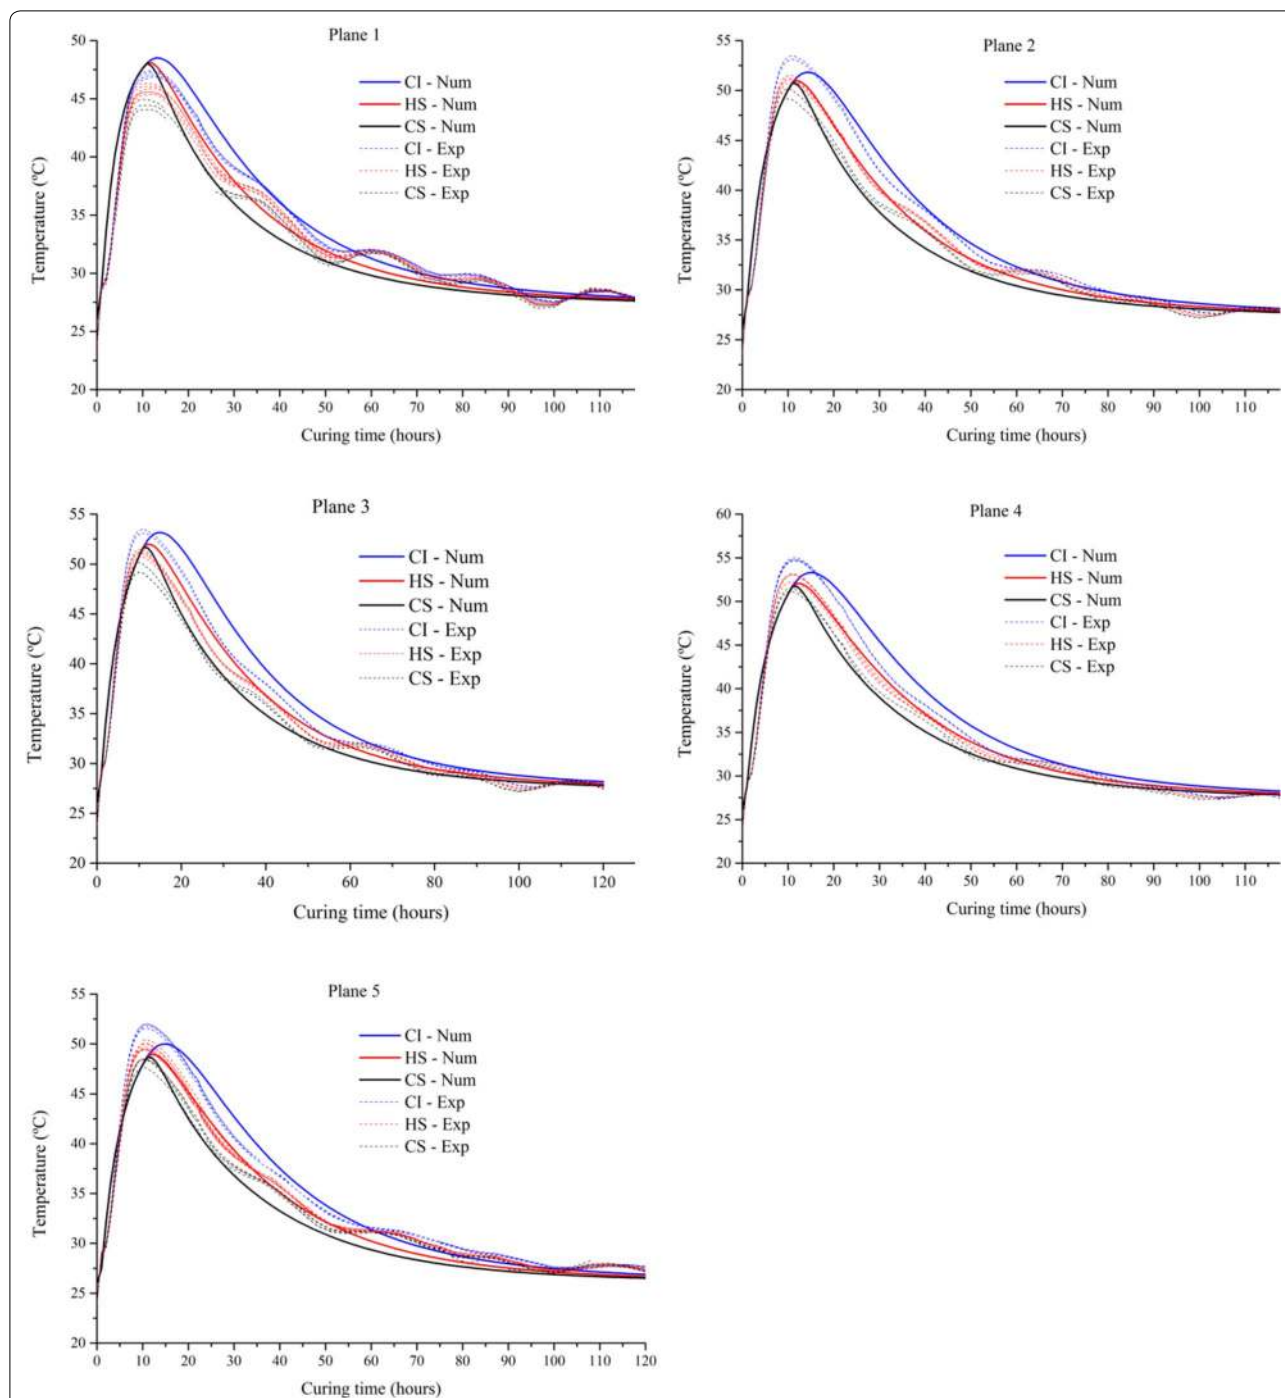 Plane 1
50
45
40
35
30
25
20
Temperature (ºC)
CI - Num
HS - Num
CS - Num
CI - Exp
HS - Exp
CS - Exp
0 10 20 30 40 50 60 70 80 90 100 110
Curing time (hours)
Plane 2
55
50
45
40
35
30
25
20
Temperature (ºC)
CI - Num
HS - Num
CS - Num
CI - Exp
HS - Exp
CS - Exp
0 10 20 30 40 50 60 70 80 90 100 110
Curing time (hours)
Plane 3
55
50
45
40
35
30
25
20
Temperature (ºC)
CI - Num
HS - Num
CS - Num
CI - Exp
HS - Exp
CS - Exp
0 20 40 60 80 100 120
Curing time (hours)
Plane 4
60
55
50
45
40
35
30
25
20
Temperature (ºC)
CI - Num
HS - Num
CS - Num
CI - Exp
HS - Exp
CS - Exp
0 10 20 30 40 50 60 70 80 90 100 110
Curing time (hours)
Plane 5
55
50
45
40
35
30
25
20
Temperature (ºC)
CI - Num
HS - Num
CS - Num
CI - Exp
HS - Exp
CS - Exp
0 10 20 30 40 50 60 70 80 90 100 110 120
Curing time (hours)